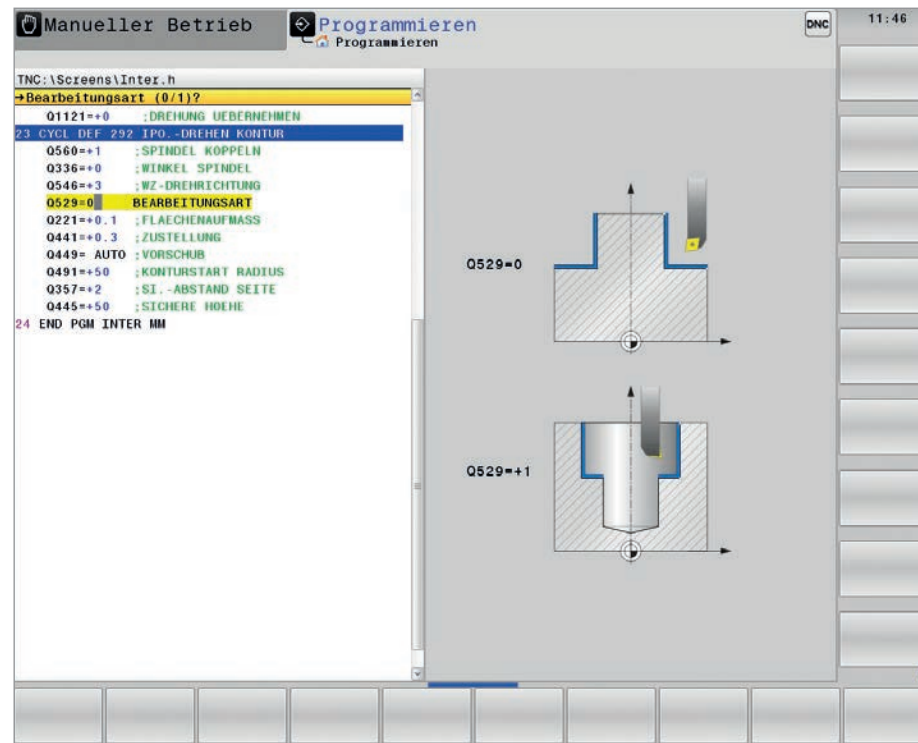 Manueller Betrieb
Programmieren
Programmieren
DNC
11:46
TNC:\Screens\Inter.h
→Bearbeitungsart (0/1)?
Q1121=+0 ;DREHUNG UEBERNEHMEN
23 CYCL DEF 292 IPO.-DREHEN KONTUR
Q560=+1 ;SPINDEL KOPPELN
Q336=+0 ;WINKEL SPINDEL
Q546=+3 ;WZ-DREHRICHTUNG
Q529=0 BEARBEITUNGSART
Q221=+0.1 ;FLAECHENAUFMASS
Q441=+0.3 ;ZUSTELLUNG
Q449= AUTO ;VORSCHUB
Q491=+50 ;KONTURSTART RADIUS
Q357=+2 ;SI.-ABSTAND SEITE
Q445=+50 ;SICHERE HOEHE
24 END PGM INTER MM
Q529=0
Q529=+1